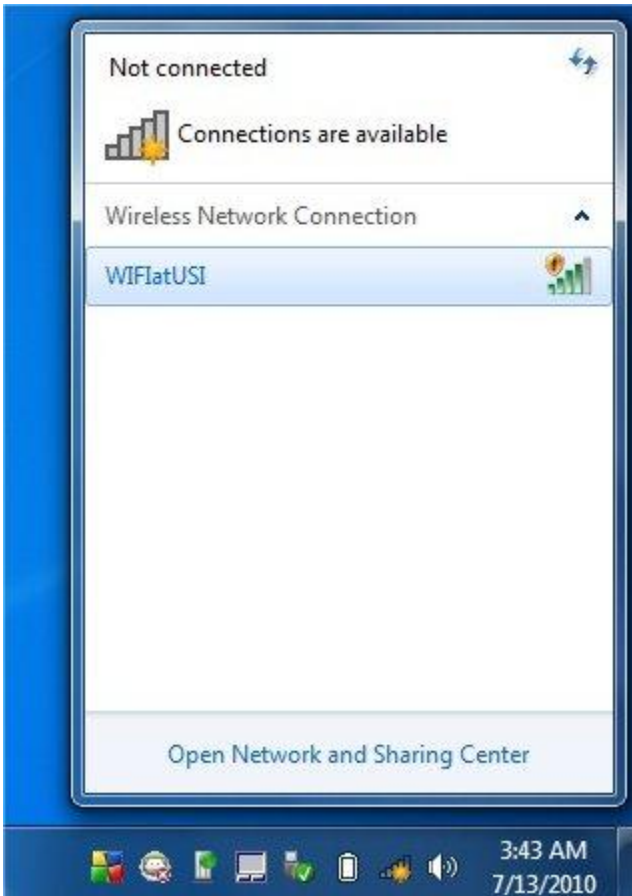 Not connected
Connections are available
Wireless Network Connection
WIFIatUSI
Open Network and Sharing Center
3:43 AM
7/13/2010